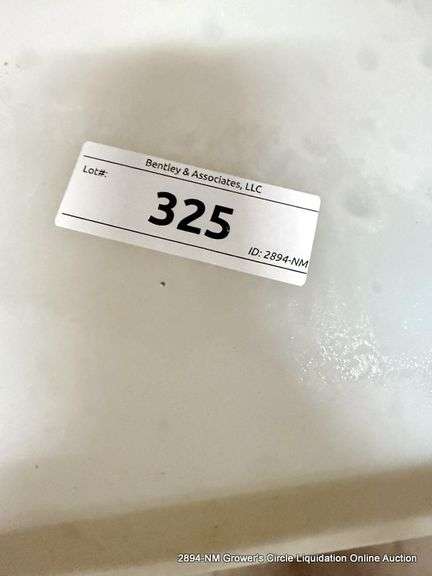 Bentley & Associates, LLC
Lot#:
325
ID: 2894-NM
2894-NM Grower's Circle Liquidation Online Auction